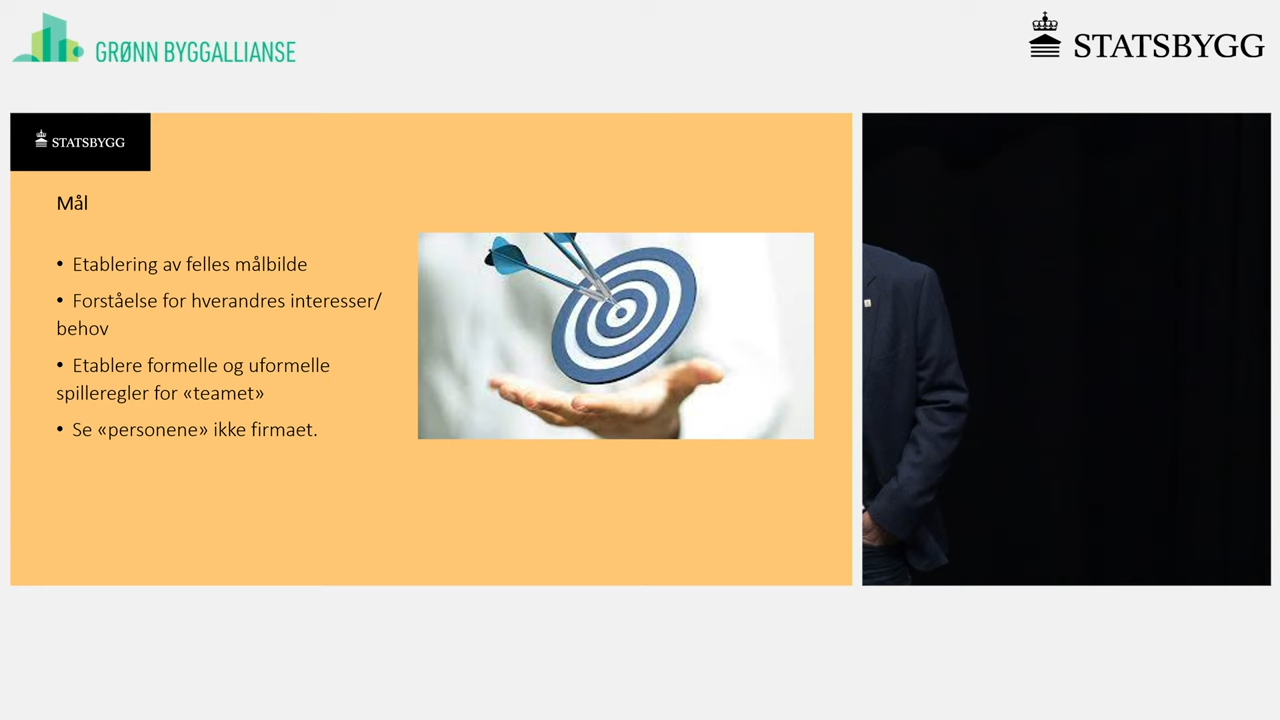 GRØNN BYGGALLIANSE
STATSBYGG
STATSBYGG
Mål
• Etablering av felles målbilde
• Forståelse for hverandres interesser/
behov
• Etablere formelle og uformelle
spilleregler for «teamet»
• Se «personene» ikke firmaet.